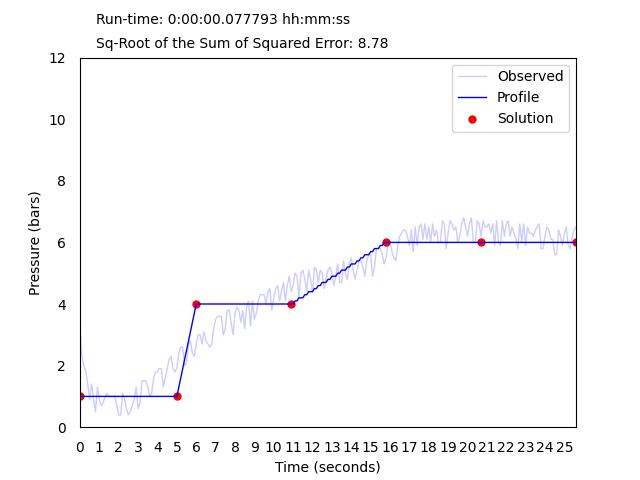 Run-time: 0:00:00.077793 hh:mm:ss
Sq-Root of the Sum of Squared Error: 8.78
12
10
8
6
4
2
0
Pressure (bars)
Observed
Profile
Solution
0 1 2 3 4 5 6 7 8 9 10 11 12 13 14 15 16 17 18 19 20 21 22 23 24 25
Time (seconds)